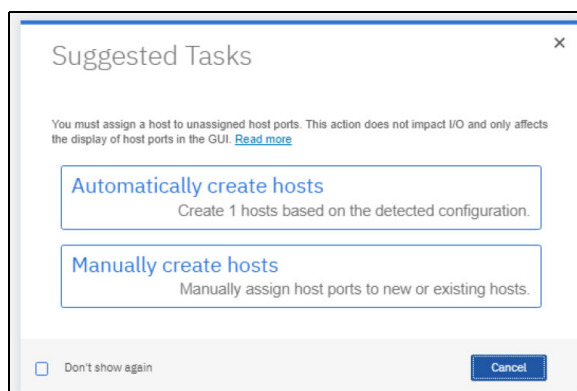 Suggested Tasks
You must assign a host to unassigned host ports. This action does not impact I/O and only affects
the display of host ports in the GUI. Read more
Automatically create hosts
Create 1 hosts based on the detected configuration.
Manually create hosts
Manually assign host ports to new or existing hosts.
Don't show again
Cancel